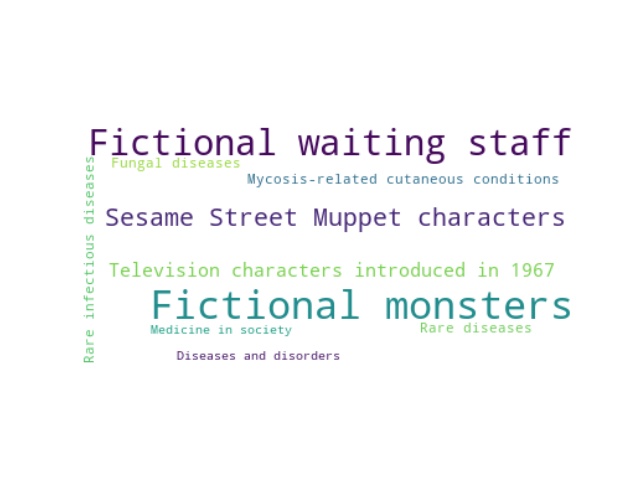 Fictional waiting staff
Fungal diseases
Mycosis-related cutaneous conditions
Rare infectious diseases
Sesame Street Muppet characters
Television characters introduced in 1967
Fictional monsters
Medicine in society
Rare diseases
Diseases and disorders